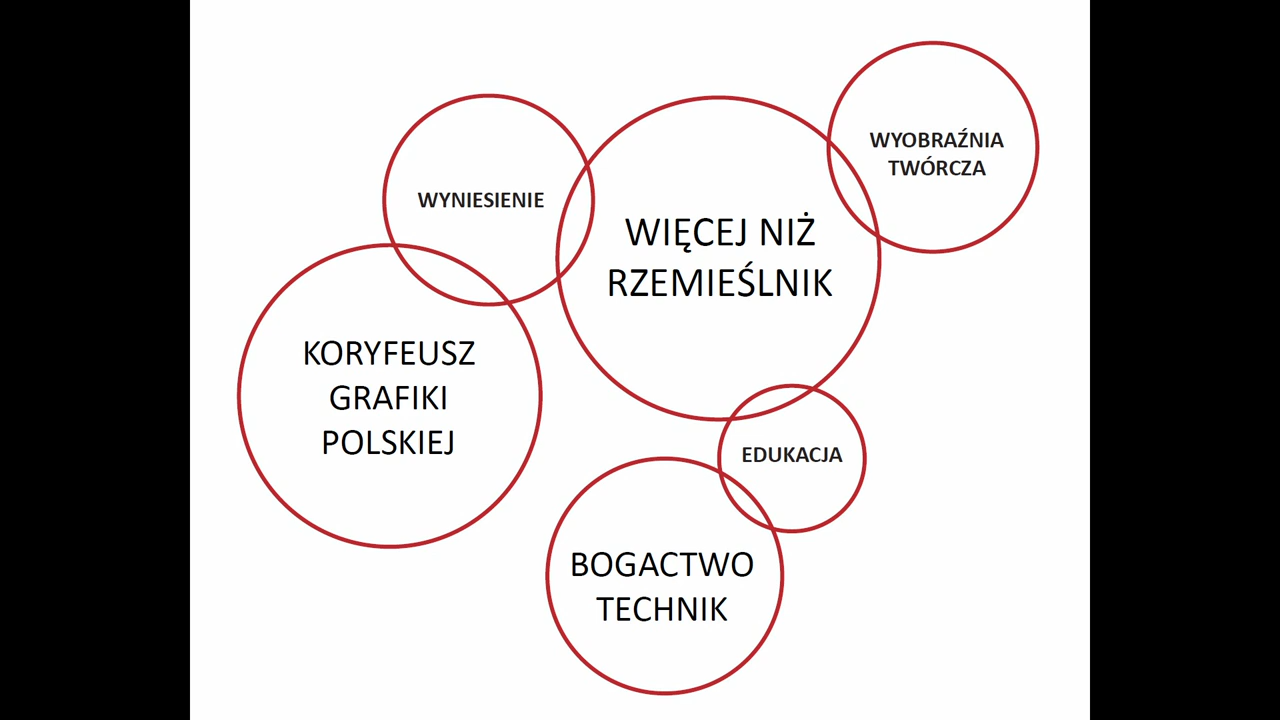 WYOBRAŹNIA
TWÓRCZA
WYNIESIENIE
WIĘCEJ NIŻ
RZEMIEŚLNIK
KORYFEUSZ
GRAFIKI
POLSKIEJ
EDUKACJA
BOGACTWO
TECHNIK